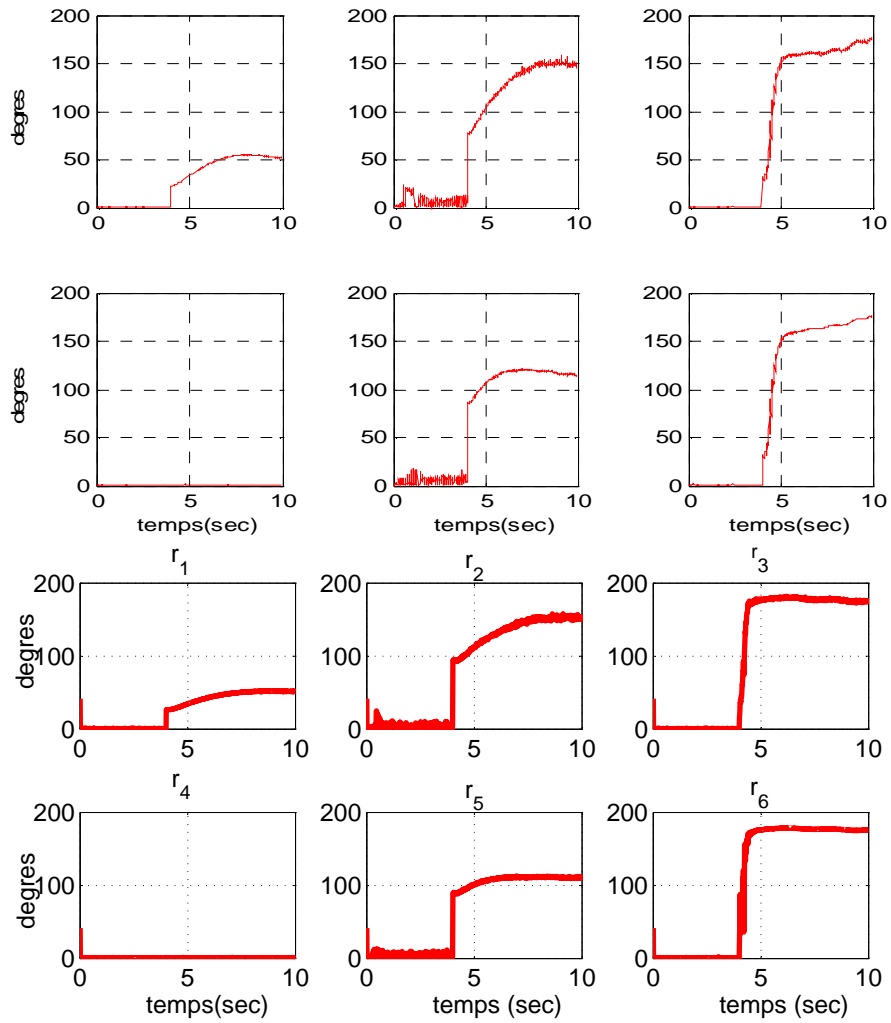 200 200 200
150 150 150
degres 100 100 100
50 50 50
0 0 0
0 5 10 0 5 10 0 5 10
200 200 200
150 150 150
degres 100 100 100
50 50 50
0 0 0
0 5 10 0 5 10 0 5 10
temps(sec) temps(sec) temps(sec)
r1 r2 r3
200 200 200
degres 100 100 100
0 0 0
0 5 10 0 5 10 0 5 10
r4 r5 r6
200 200 200
degres 100 100 100
0 0 0
0 5 10 0 5 10 0 5 10
temps(sec) temps (sec) temps (sec)